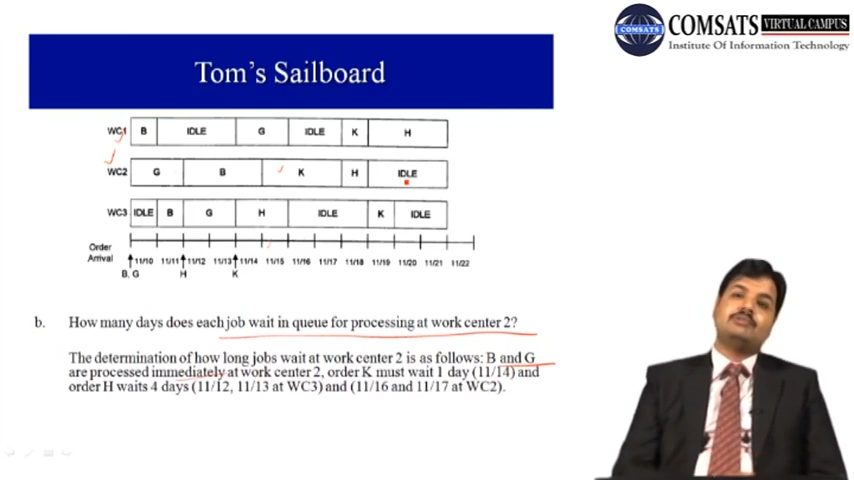 COMSATS VIRTUAL CAMPUS
COMSATS
Institute Of Information Technology
Tom's Sailboard
WC1 B IDLE G IDLE K H
WC2 G B K H IDLE
WC3 IDLE B G H IDLE K IDLE
Order
Arrival
11/10 11/11 11/12 11/13 11/14 11/15 11/16 11/17 11/18 11/19 11/20 11/21 11/22
B, G H K
b. How many days does each job wait in queue for processing at work center 2?
The determination of how long jobs wait at work center 2 is as follows: B and G
are processed immediately at work center 2, order K must wait 1 day (11/14) and
order H waits 4 days (11/12, 11/13 at WC3) and (11/16 and 11/17 at WC2).